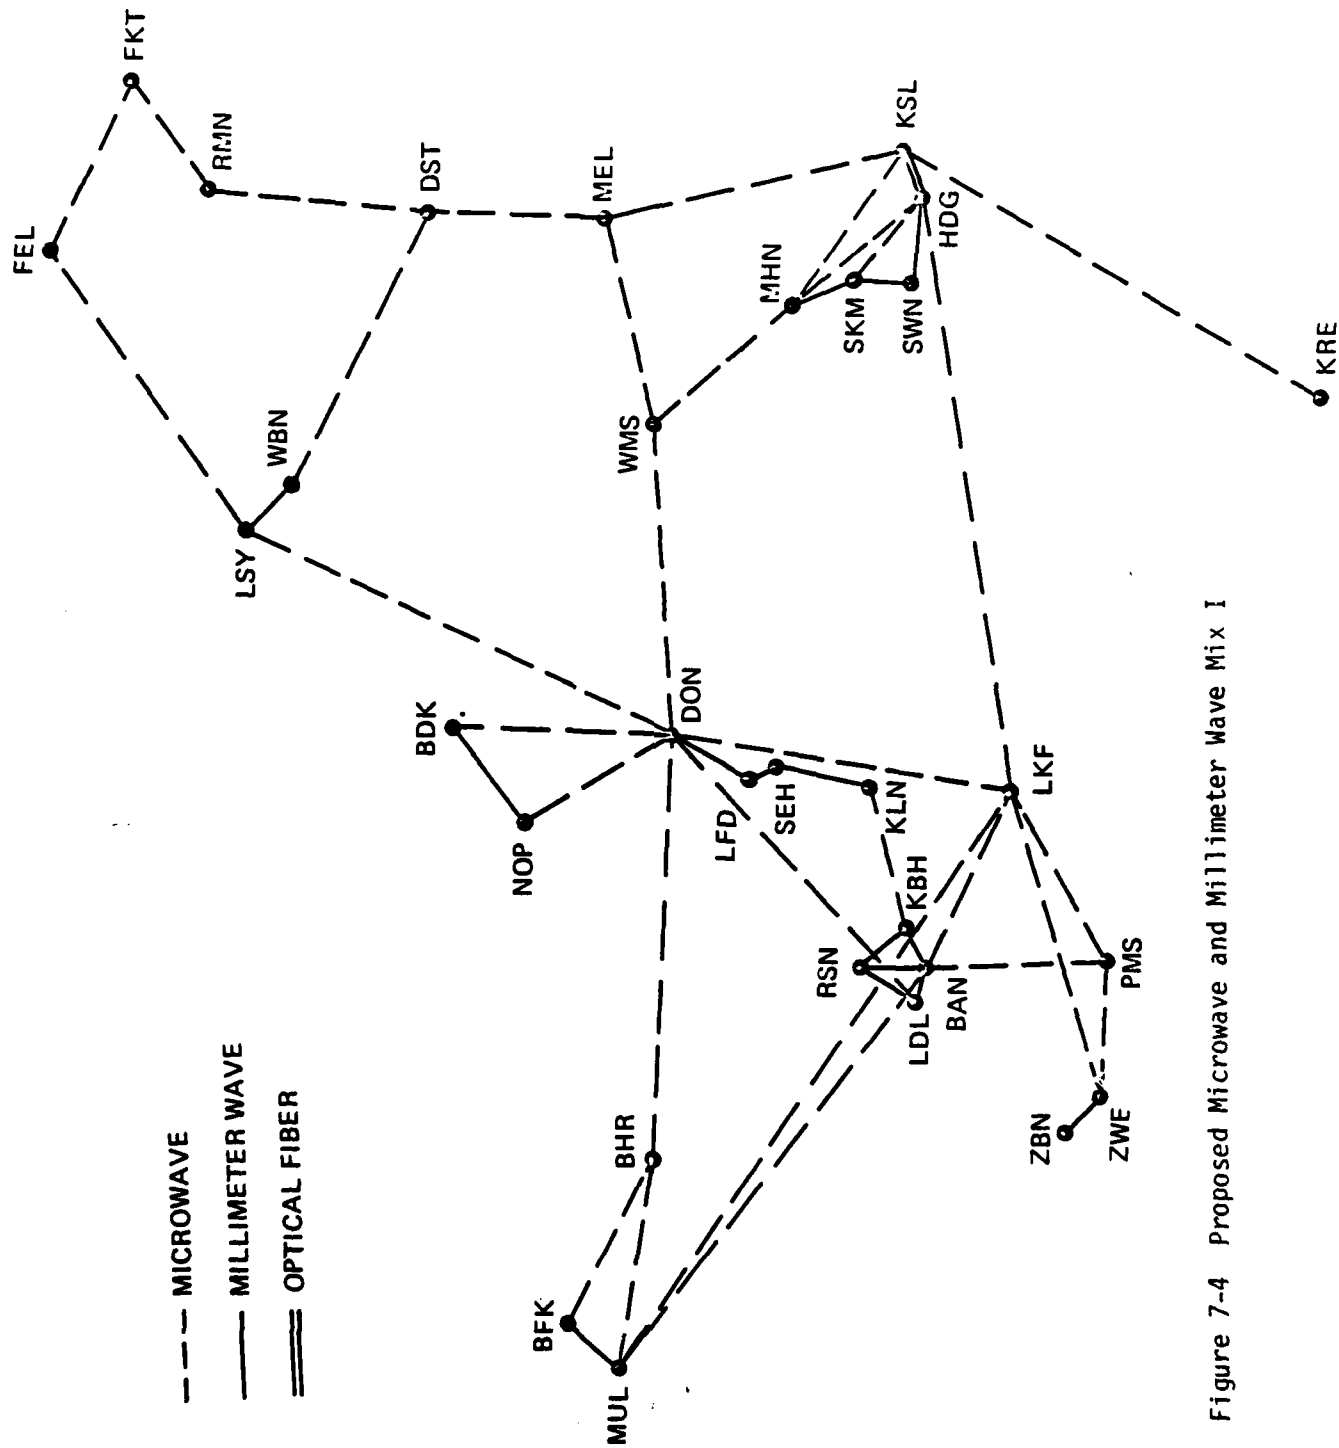 MICROWAVE
MILLIMETER WAVE
OPTICAL FIBER
FKT
FEL
RMN
DST
MEL
KSL
HDG
MHN
SKM
SWN
KRE
WMS
WBN
LSY
BDK
NOP
DON
LFD
SEH
KLN
LKF
KBH
RSN
LDL
BAN
PMS
ZBN
ZWE
BHR
BFK
MUL
Figure 7-4 Proposed Microwave and Millimeter Wave Mix I